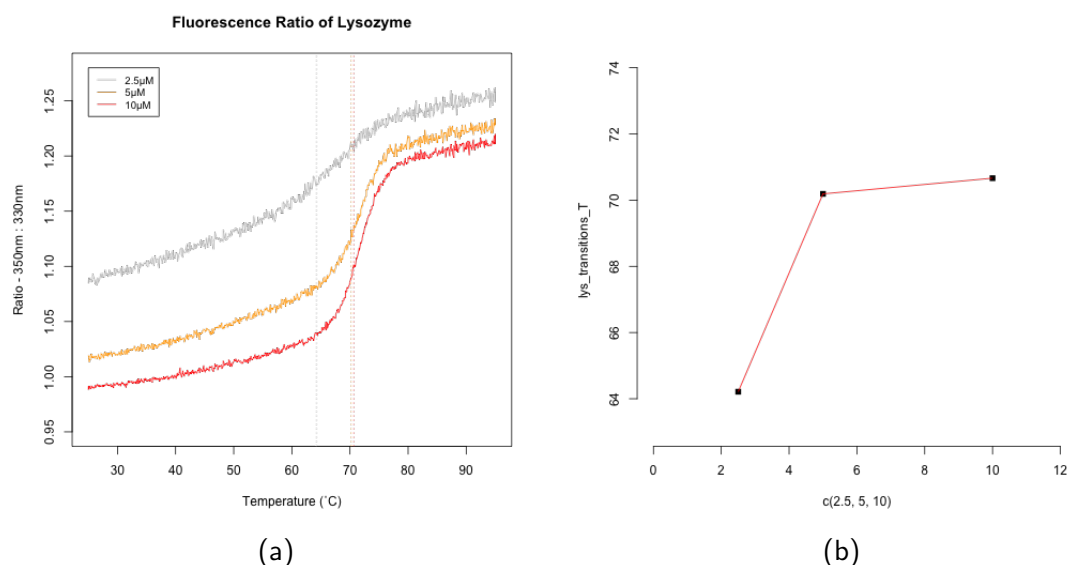 Fluorescence Ratio of Lysozyme
2.5µM
5µM
10µM
Ratio - 350nm : 330nm
0.95
1.00
1.05
1.10
1.15
1.20
1.25
30 40 50 60 70 80 90
Temperature (˚C)
(a)
lys_transitions_T
64
66
68
70
72
74
0 2 4 6 8 10 12
c(2.5, 5, 10)
(b)